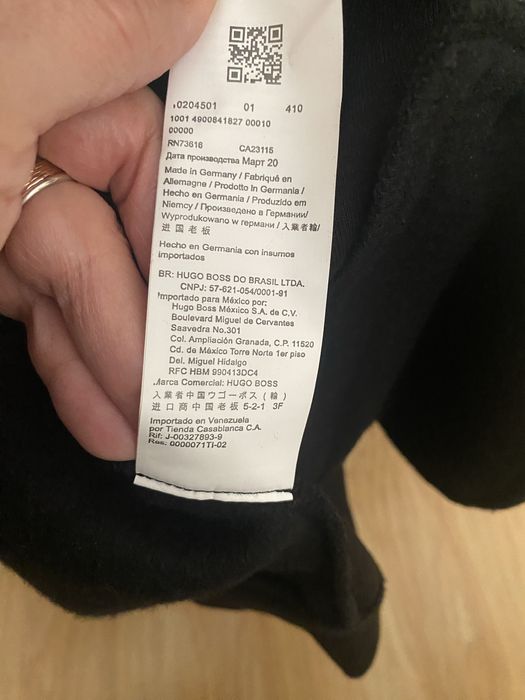 ,0204501 01 410
1001 4900841827 00010
00000
RN73616 CA23115
Дата производства Март 20
Made in Germany / Fabriqué en
Allemagne / Prodotto In Germania /
Hecho en Germania / Produzido em
Niemcy / Произведено в Германии/
Wyprodukowano w германи / 入業者輸/
进国老板
Hecho en Germania con insumos
importados
BR: HUGO BOSS DO BRASIL LTDA.
CNPJ: 57-621-054/0001-91
Importado para México por:
Hugo Boss México S.A. de C.V.
Boulevard Miguel de Cervantes
Saavedra No.301
Col. Ampliación Granada, C.P. 11520
Cd. de México Torre Norte 1er piso
Del. Miguel Hidalgo
RFC HBM 990413DC4
Marca Comercial: HUGO BOSS
入業者中国ウゴーボス ( 輸 )
进口商中国老板 5-2-1 3F
Importado en Venezuela
por Tienda Casablanca C.A.
Rif: J-00327893-9
Res: 0000071TI-02